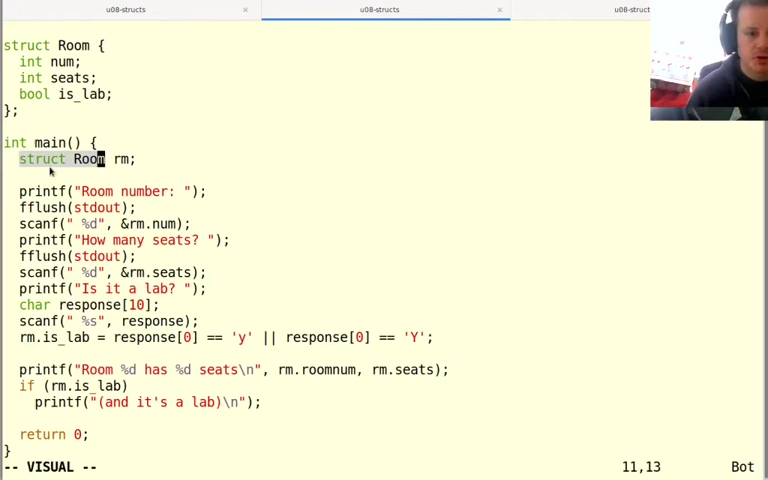 u08-structs × u08-structs × u08-struct
struct Room {
  int num;
  int seats;
  bool is_lab;
};
int main() {
  struct Room rm;
  printf("Room number: ");
  fflush(stdout);
  scanf(" %d", &rm.num);
  printf("How many seats? ");
  fflush(stdout);
  scanf(" %d", &rm.seats);
  printf("Is it a lab? ");
  char response[10];
  scanf(" %s", response);
  rm.is_lab = response[0] == 'y' || response[0] == 'Y';
  printf("Room %d has %d seats\n", rm.roomnum, rm.seats);
  if (rm.is_lab)
    printf("(and it's a lab)\n");
  return 0;
}
-- VISUAL -- 11,13 Bot